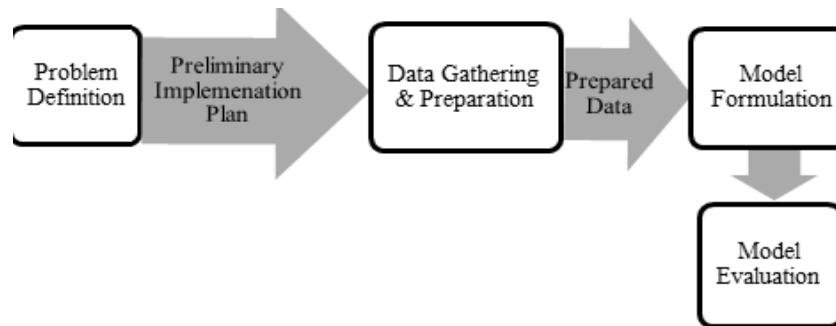 Problem
Definition
Preliminary
Implemenation
Plan
Data Gathering
& Preparation
Prepared
Data
Model
Formulation
Model
Evaluation